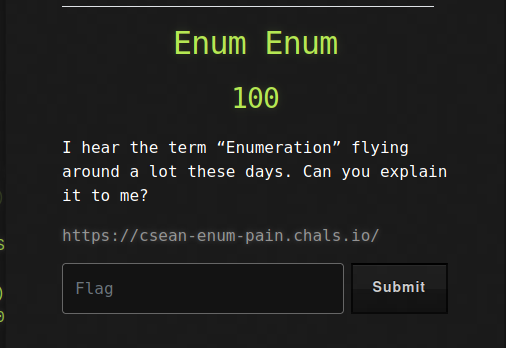 Enum Enum
100
I hear the term “Enumeration” flying
around a lot these days. Can you explain
it to me?
https://csean-enum-pain.chals.io/
Flag
Submit